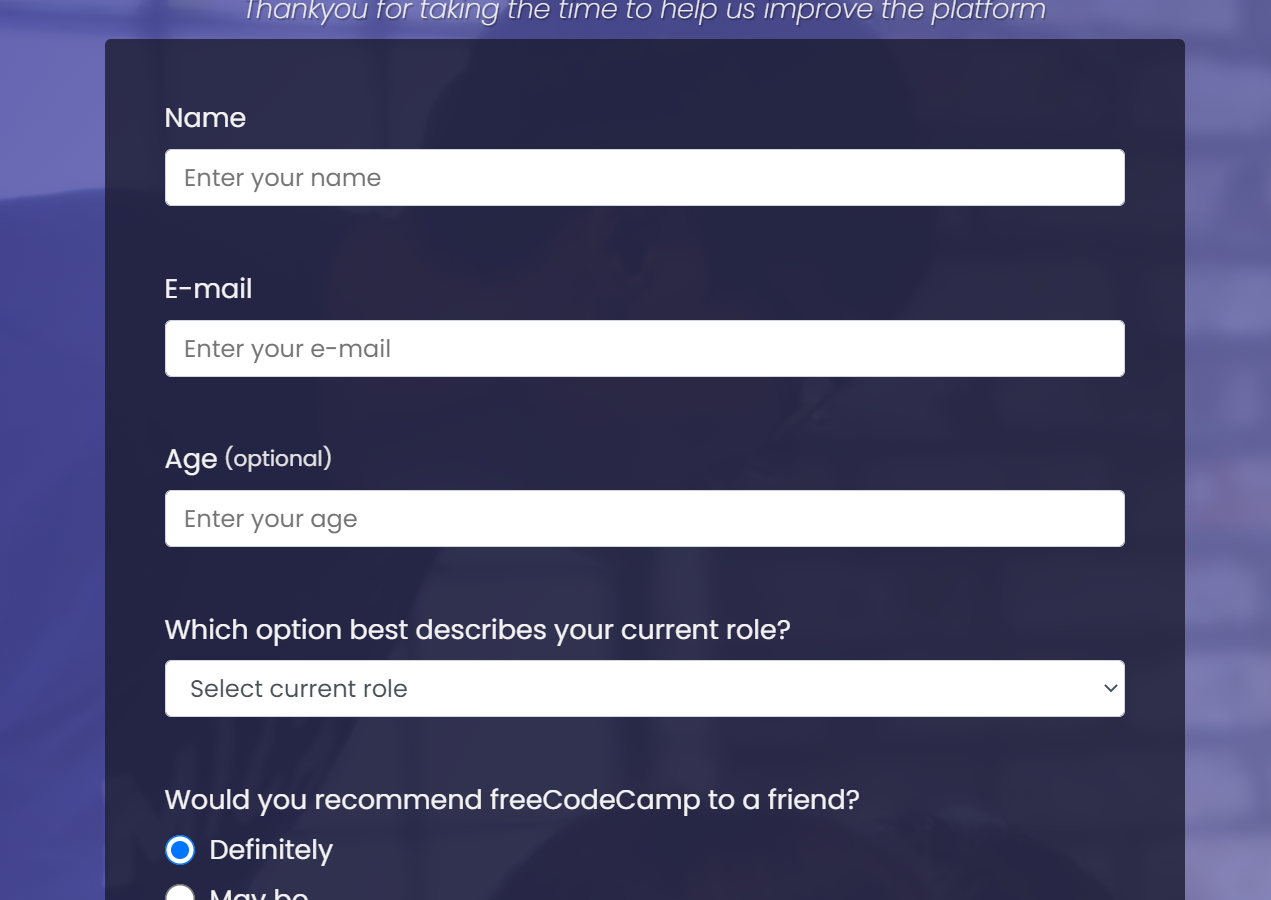 Thankyou for taking the time to help us improve the platform
Name
Enter your name
E-mail
Enter your e-mail
Age (optional)
Enter your age
Which option best describes your current role?
Select current role
Would you recommend freeCodeCamp to a friend?
Definitely
May be